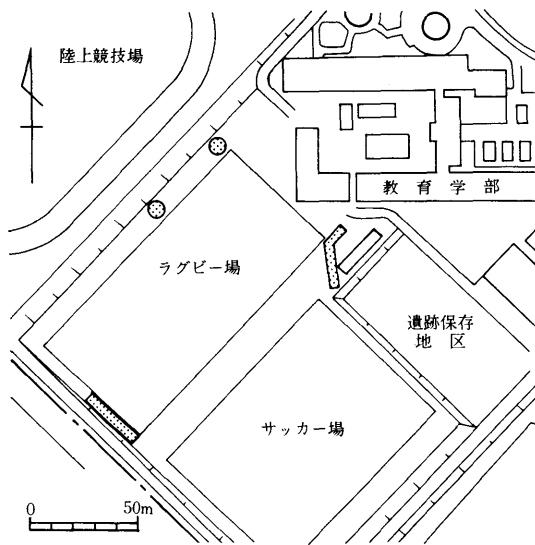 陸上競技場
教育学部
ラグビー場
遺跡保存
地区
サッカー場
0 50m